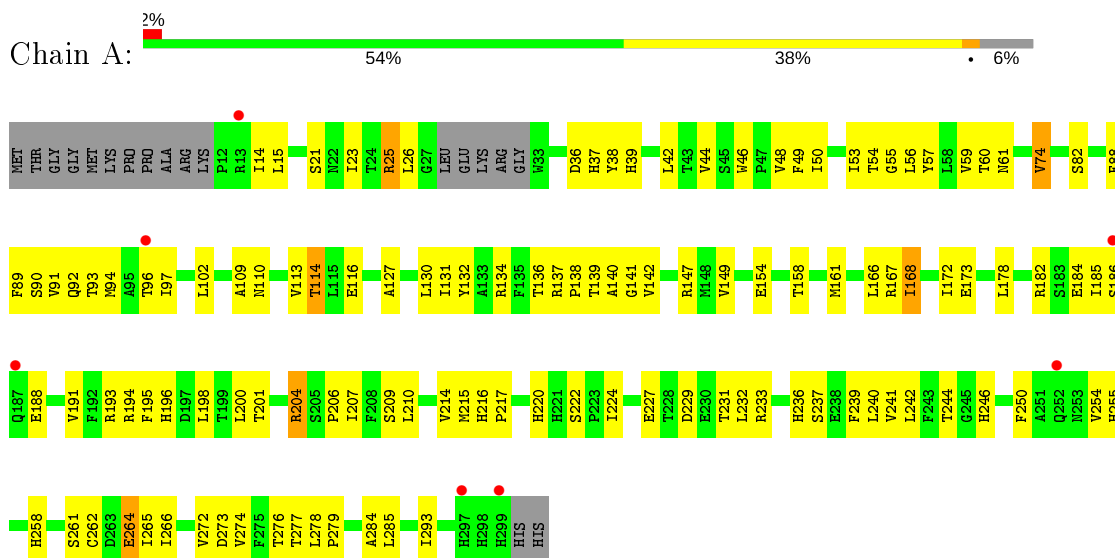 2%
Chain A:
54% 38% • 6%
MET THR GLY GLY MET LYS PRO PRO ALA ARG LYS P12 R13 I14 L15 S21 N22 I23 T24 R25 L26 G27 LEU GLU LYS ARG GLY W33 D36 H37 Y38 H39 L42 T43 V44 S45 W46 P47 V48 F49 I50 I53 T54 G55 L56 Y57 L58 V59 T60 N61 V74 S82 E88
F89 S90 V91 Q92 T93 M94 A95 T96 I97 L102 A109 N110 V113 T114 L115 E116 A127 L130 I131 Y132 A133 R134 F135 T136 R137 P138 T139 A140 G141 V142 R147 M148 V149 E154 T158 M161 L166 R167 I168 I172 E173 L178 R182 S183 E184 I185 S186
Q187 E188 V191 F192 R193 R194 F195 H196 D197 L198 T199 L200 T201 R204 S205 P206 I207 F208 S209 L210 V214 M215 H216 P217 H220 H221 S222 P223 I224 E227 T228 D229 E230 T231 L232 R233 H236 S237 E238 F239 L240 V241 L242 F243 T244 G245 H246 F250 A251 Q252 N253 V254
H258 S261 C262 D263 E264 I265 I266 V272 D273 V274 F275 T276 T277 L278 P279 A284 L285 I293 H297 H298 H299 HIS HIS